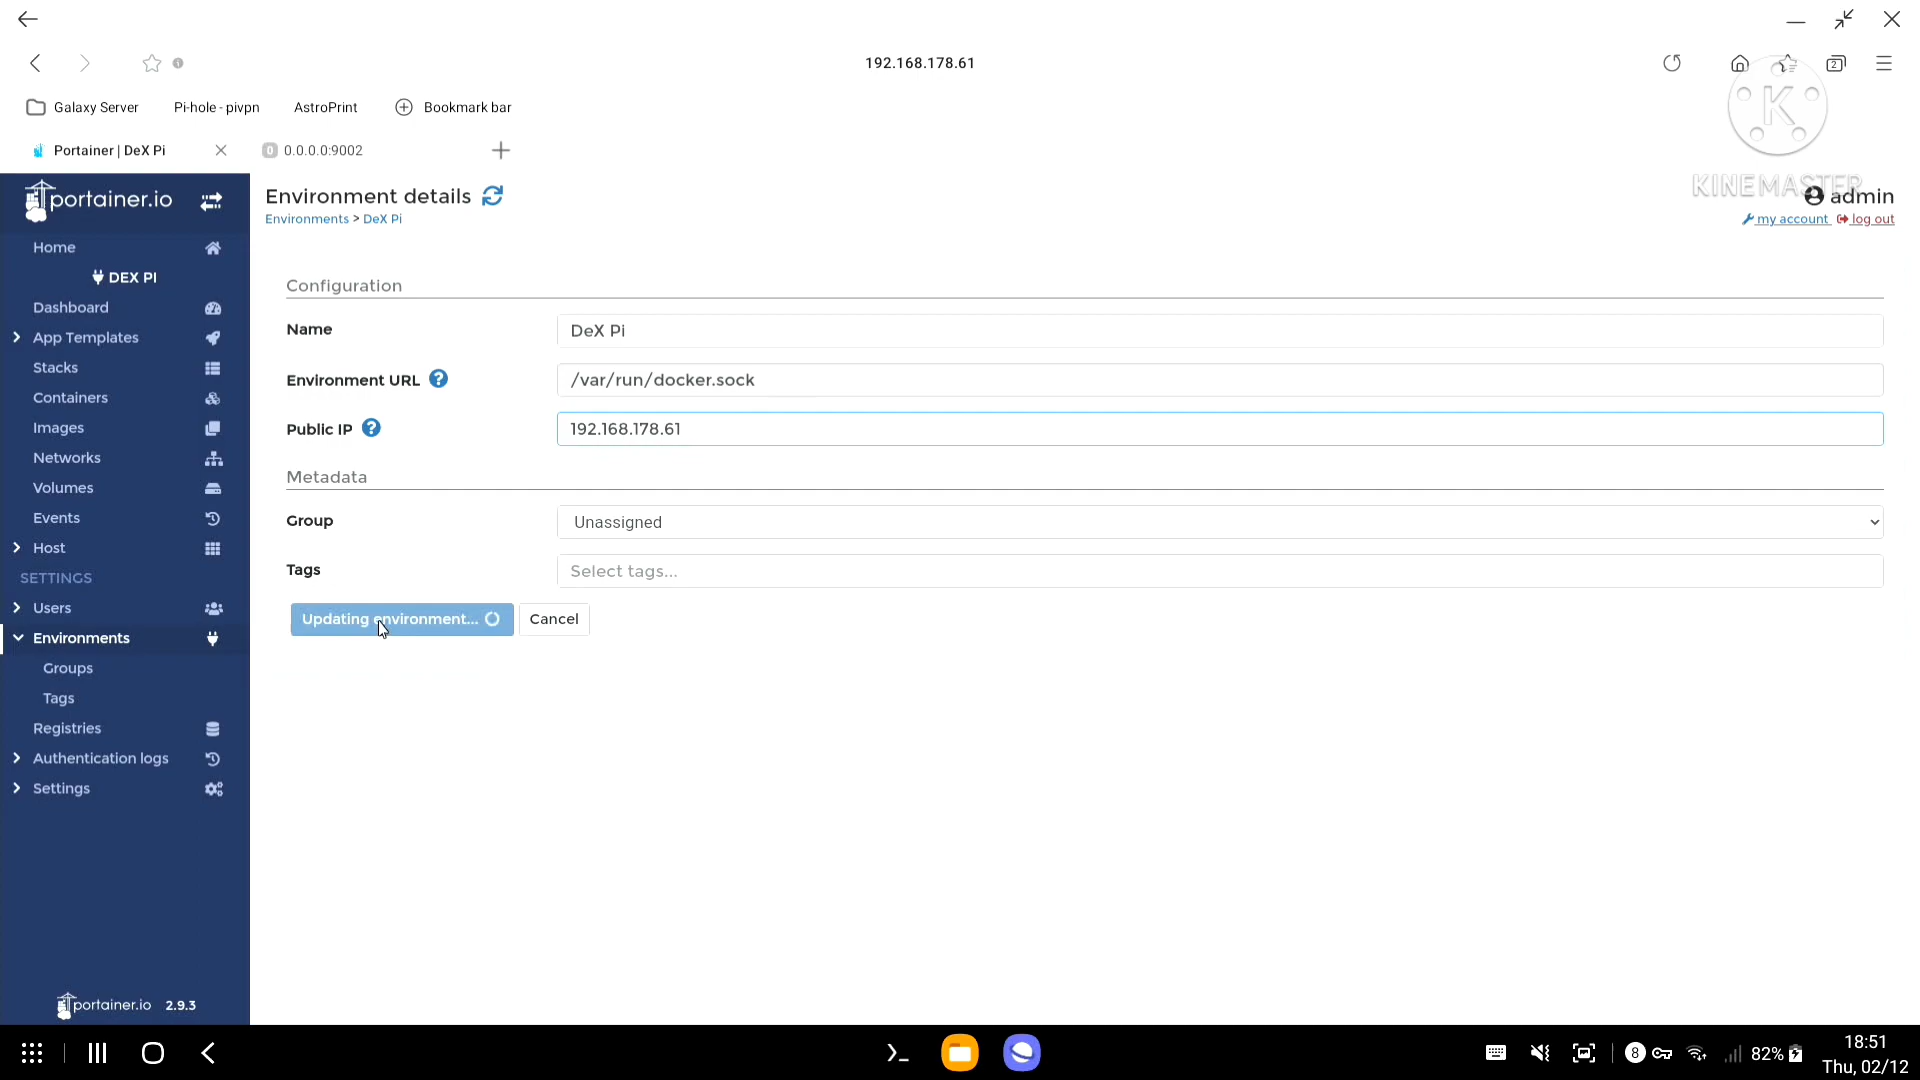 192.168.178.61
2
Galaxy Server
Pi-hole - pivpn
AstroPrint
Bookmark bar
K
KINEMASTER
Portainer | DeX Pi
0
0.0.0.0:9002
portainer.io
Environment details
Environments > DeX Pi
admin
my account
log out
Home
DEX PI
Dashboard
App Templates
Stacks
Containers
Images
Networks
Volumes
Events
Host
SETTINGS
Users
Environments
Groups
Tags
Registries
Authentication logs
Settings
portainer.io 2.9.3
Configuration
Name
DeX Pi
Environment URL ?
/var/run/docker.sock
Public IP ?
192.168.178.61
Metadata
Group
Unassigned
Tags
Select tags...
Updating environment...
Cancel
8
82%
18:51
Thu, 02/12